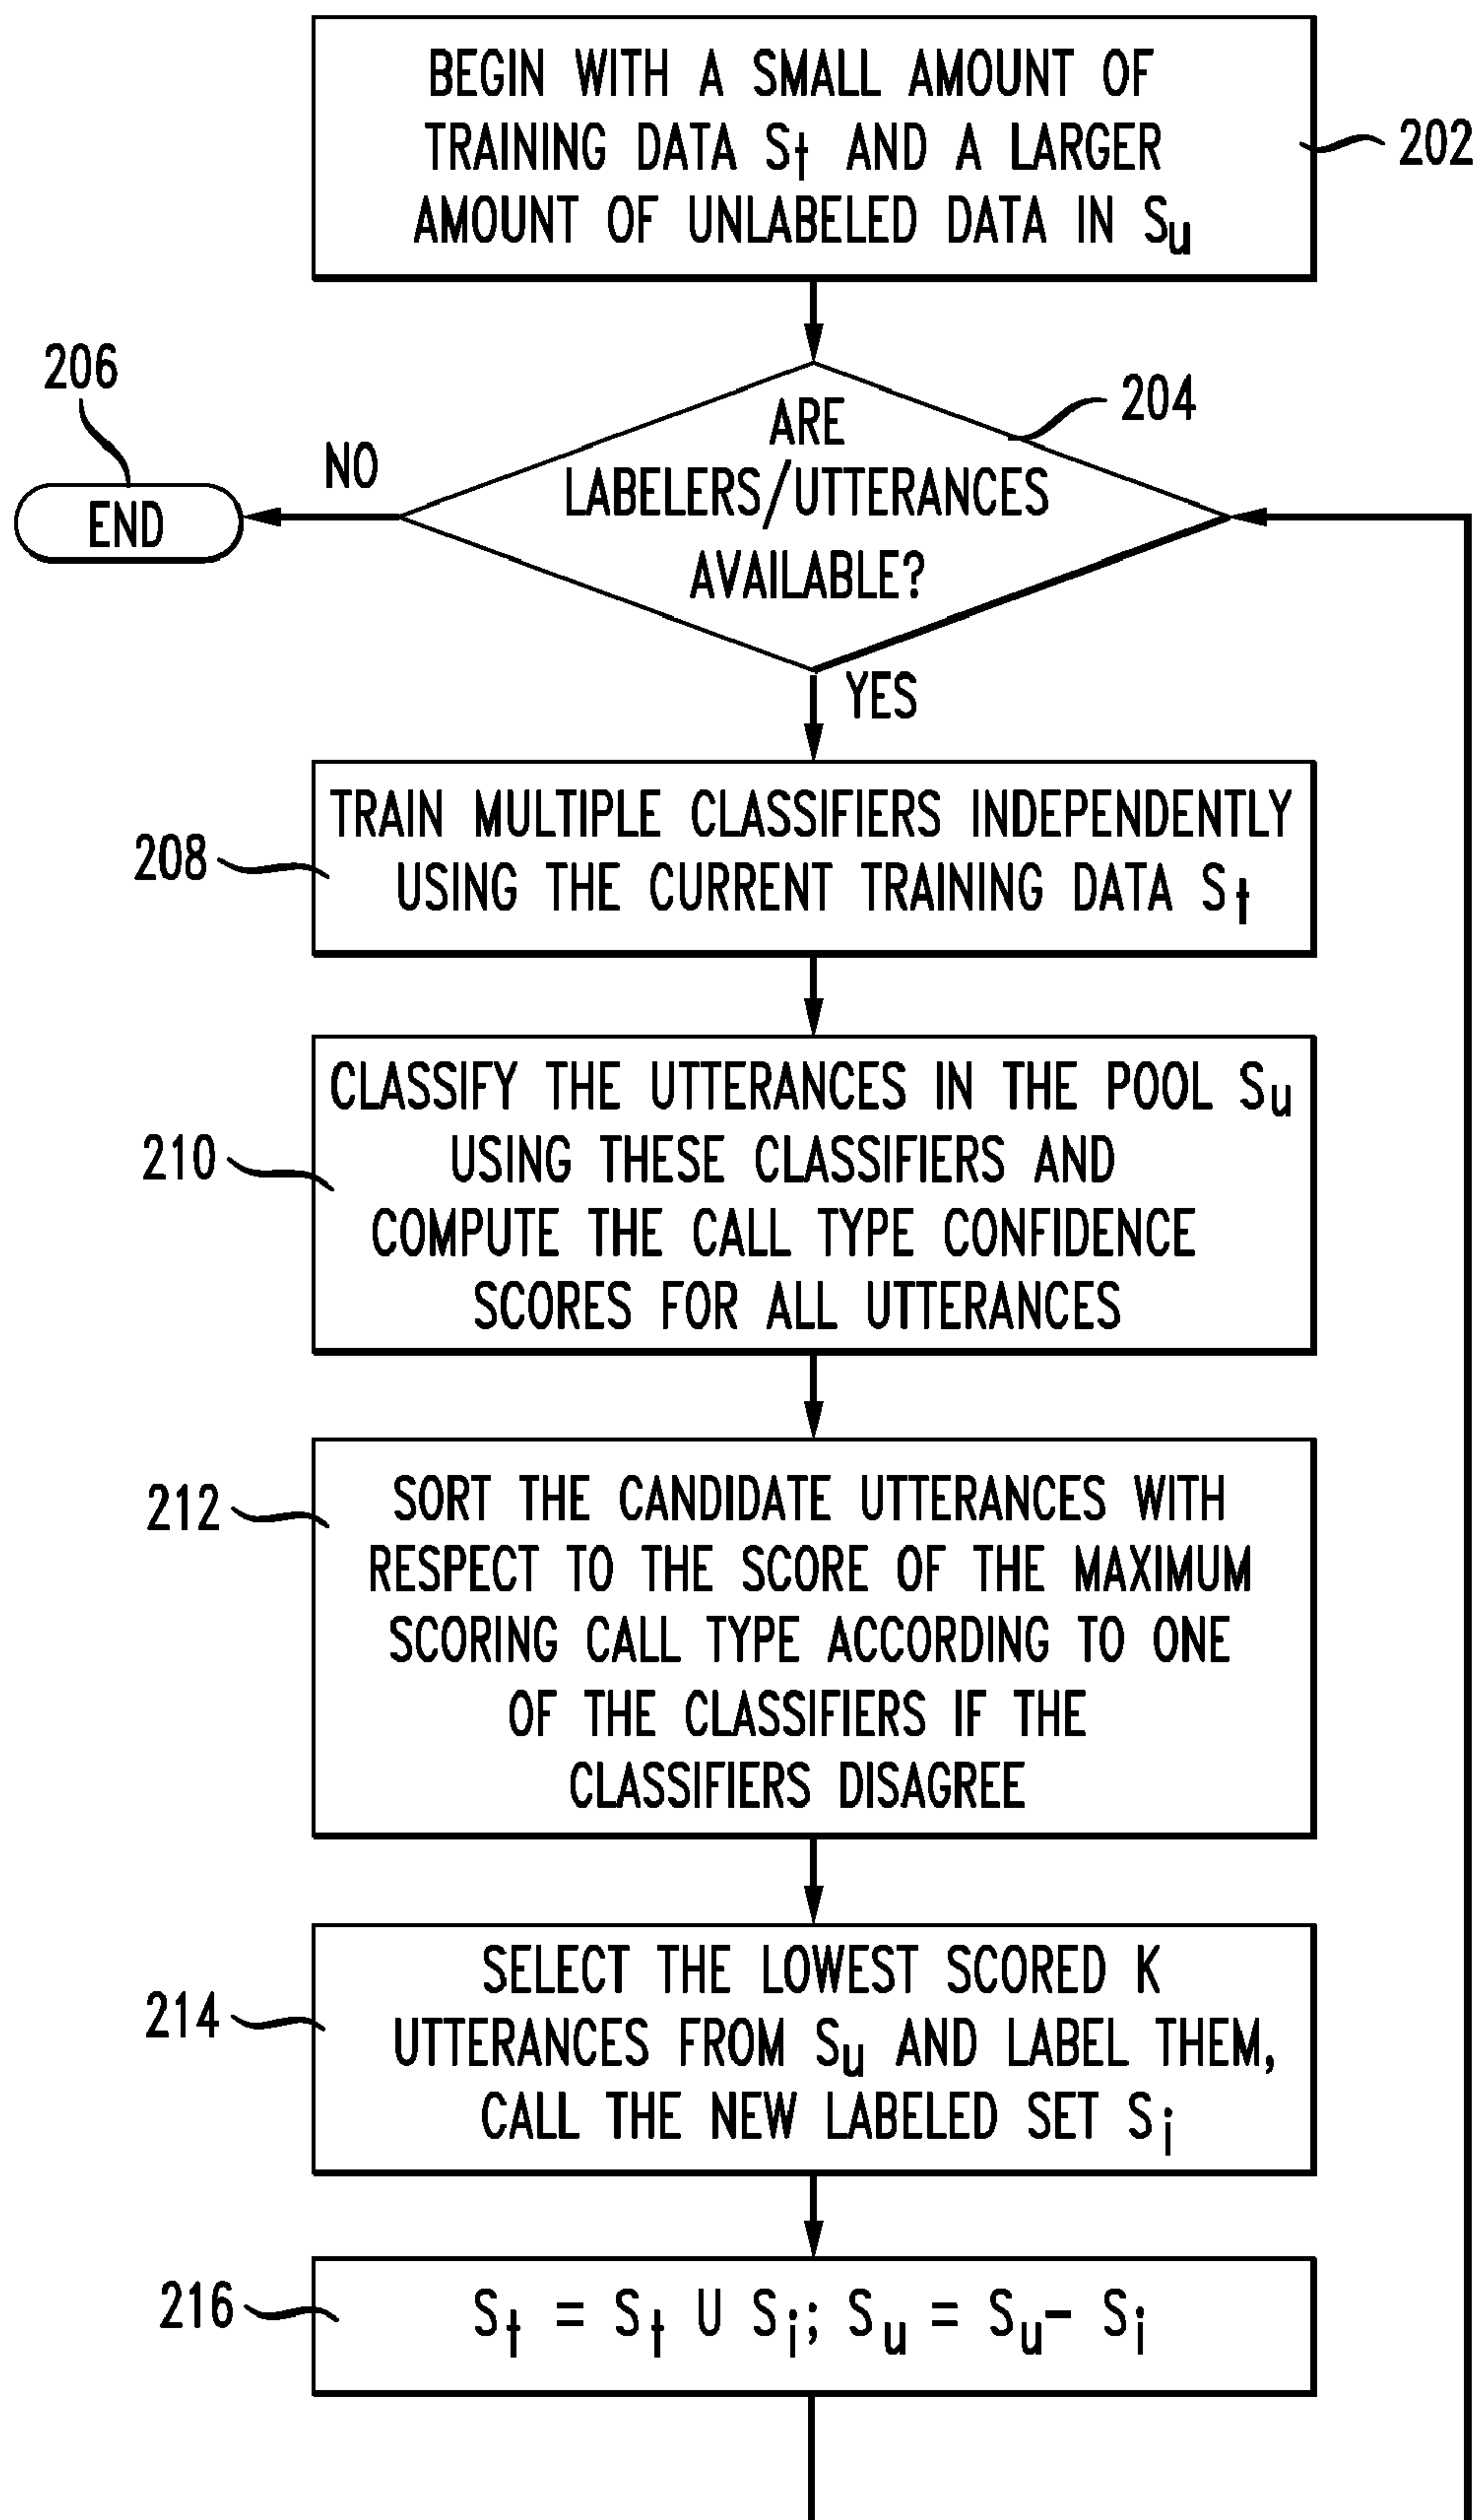 BEGIN WITH A SMALL AMOUNT OF
TRAINING DATA St AND A LARGER
AMOUNT OF UNLABELED DATA IN Su
202
206
204
ARE
LABELERS/UTTERANCES
AVAILABLE?
NO
END
YES
TRAIN MULTIPLE CLASSIFIERS INDEPENDENTLY
USING THE CURRENT TRAINING DATA St
208
CLASSIFY THE UTTERANCES IN THE POOL Su
USING THESE CLASSIFIERS AND
COMPUTE THE CALL TYPE CONFIDENCE
SCORES FOR ALL UTTERANCES
210
SORT THE CANDIDATE UTTERANCES WITH
RESPECT TO THE SCORE OF THE MAXIMUM
SCORING CALL TYPE ACCORDING TO ONE
OF THE CLASSIFIERS IF THE
CLASSIFIERS DISAGREE
212
SELECT THE LOWEST SCORED K
UTTERANCES FROM Su AND LABEL THEM,
CALL THE NEW LABELED SET Si
214
St = St U Si; Su = Su- Si
216